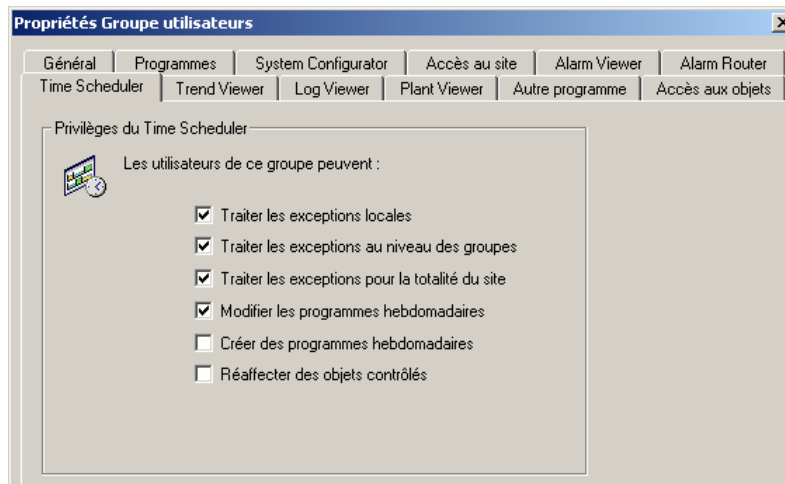 Propriétés Groupe utilisateurs
Général Programmes System Configurator Accès au site Alarm Viewer Alarm Router
Time Scheduler Trend Viewer Log Viewer Plant Viewer Autre programme Accès aux objets
Privilèges du Time Scheduler
Les utilisateurs de ce groupe peuvent :
Traiter les exceptions locales
Traiter les exceptions au niveau des groupes
Traiter les exceptions pour la totalité du site
Modifier les programmes hebdomadaires
Créer des programmes hebdomadaires
Réaffecter des objets contrôlés